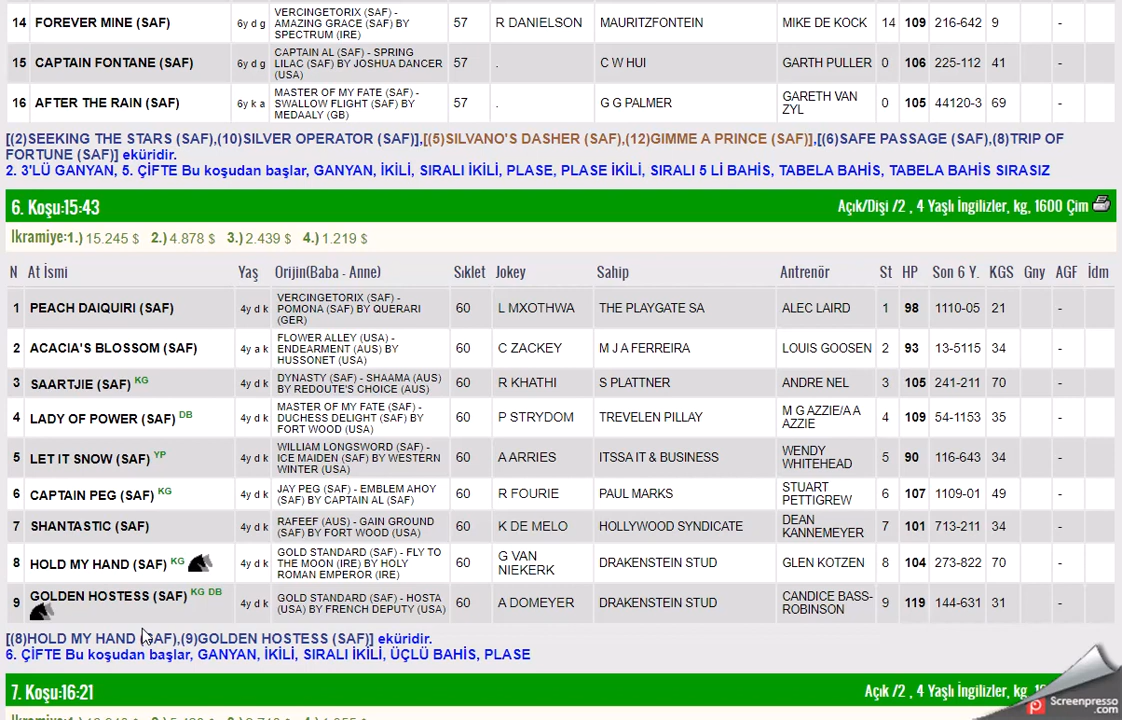 14 FOREVER MINE (SAF) 6y d g VERCINGETORIX (SAF) - AMAZING GRACE (SAF) BY SPECTRUM (IRE) 57 R DANIELSON MAURITZFONTEIN MIKE DE KOCK 14 109 216-642 9 -
15 CAPTAIN FONTANE (SAF) 6y d g CAPTAIN AL (SAF) - SPRING LILAC (SAF) BY JOSHUA DANCER (USA) 57 . C W HUI GARTH PULLER 0 106 225-112 41 -
16 AFTER THE RAIN (SAF) 6y k a MASTER OF MY FATE (SAF) - SWALLOW FLIGHT (SAF) BY MEDAALY (GB) 57 . G G PALMER GARETH VAN ZYL 0 105 44120-3 69 -
[(2)SEEKING THE STARS (SAF),(10)SILVER OPERATOR (SAF)],[(5)SILVANO'S DASHER (SAF),(12)GIMME A PRINCE (SAF)],[(6)SAFE PASSAGE (SAF),(8)TRIP OF
FORTUNE (SAF)] eküridir.
2. 3'LÜ GANYAN, 5. ÇİFTE Bu koşudan başlar, GANYAN, İKİLİ, SIRALI İKİLİ, PLASE, PLASE İKİLİ, SIRALI 5 Lİ BAHİS, TABELA BAHİS, TABELA BAHİS SIRASIZ
6. Koşu:15:43 Açık/Dişi /2 , 4 Yaşlı İngilizler, kg, 1600 Çim
Ikramiye:1.) 15.245 $ 2.) 4.878 $ 3.) 2.439 $ 4.) 1.219 $
N At İsmi Yaş Orijin(Baba - Anne) Sıklet Jokey Sahip Antrenör St HP Son 6 Y. KGS Gny AGF İdm
1 PEACH DAIQUIRI (SAF) 4y d k VERCINGETORIX (SAF) - POMONA (SAF) BY QUERARI (GER) 60 L MXOTHWA THE PLAYGATE SA ALEC LAIRD 1 98 1110-05 21 -
2 ACACIA'S BLOSSOM (SAF) 4y a k FLOWER ALLEY (USA) - ENDEARMENT (AUS) BY HUSSONET (USA) 60 C ZACKEY M J A FERREIRA LOUIS GOOSEN 2 93 13-5115 34 -
3 SAARTJIE (SAF) KG 4y d k DYNASTY (SAF) - SHAAMA (AUS) BY REDOUTE'S CHOICE (AUS) 60 R KHATHI S PLATTNER ANDRE NEL 3 105 241-211 70 -
4 LADY OF POWER (SAF) DB 4y d k MASTER OF MY FATE (SAF) - DUCHESS DELIGHT (SAF) BY FORT WOOD (USA) 60 P STRYDOM TREVELEN PILLAY M G AZZIE/A A AZZIE 4 109 54-1153 35 -
5 LET IT SNOW (SAF) YP 4y d k WILLIAM LONGSWORD (SAF) - ICE MAIDEN (SAF) BY WESTERN WINTER (USA) 60 A ARRIES ITSSA IT & BUSINESS WENDY WHITEHEAD 5 90 116-643 34 -
6 CAPTAIN PEG (SAF) KG 4y d k JAY PEG (SAF) - EMBLEM AHOY (SAF) BY CAPTAIN AL (SAF) 60 R FOURIE PAUL MARKS STUART PETTIGREW 6 107 1109-01 49 -
7 SHANTASTIC (SAF) 4y d k RAFEEF (AUS) - GAIN GROUND (SAF) BY FORT WOOD (USA) 60 K DE MELO HOLLYWOOD SYNDICATE DEAN KANNEMEYER 7 101 713-211 34 -
8 HOLD MY HAND (SAF) KG 4y d k GOLD STANDARD (SAF) - FLY TO THE MOON (IRE) BY HOLY ROMAN EMPEROR (IRE) 60 G VAN NIEKERK DRAKENSTEIN STUD GLEN KOTZEN 8 104 273-822 70 -
9 GOLDEN HOSTESS (SAF) KG DB 4y d k GOLD STANDARD (SAF) - HOSTA (USA) BY FRENCH DEPUTY (USA) 60 A DOMEYER DRAKENSTEIN STUD CANDICE BASS-ROBINSON 9 119 144-631 31 -
[(8)HOLD MY HAND (SAF),(9)GOLDEN HOSTESS (SAF)] eküridir.
6. ÇİFTE Bu koşudan başlar, GANYAN, İKİLİ, SIRALI İKİLİ, ÜÇLÜ BAHİS, PLASE
7. Koşu:16:21 Açık /2 , 4 Yaşlı İngilizler, kg,
Screenpresso.com